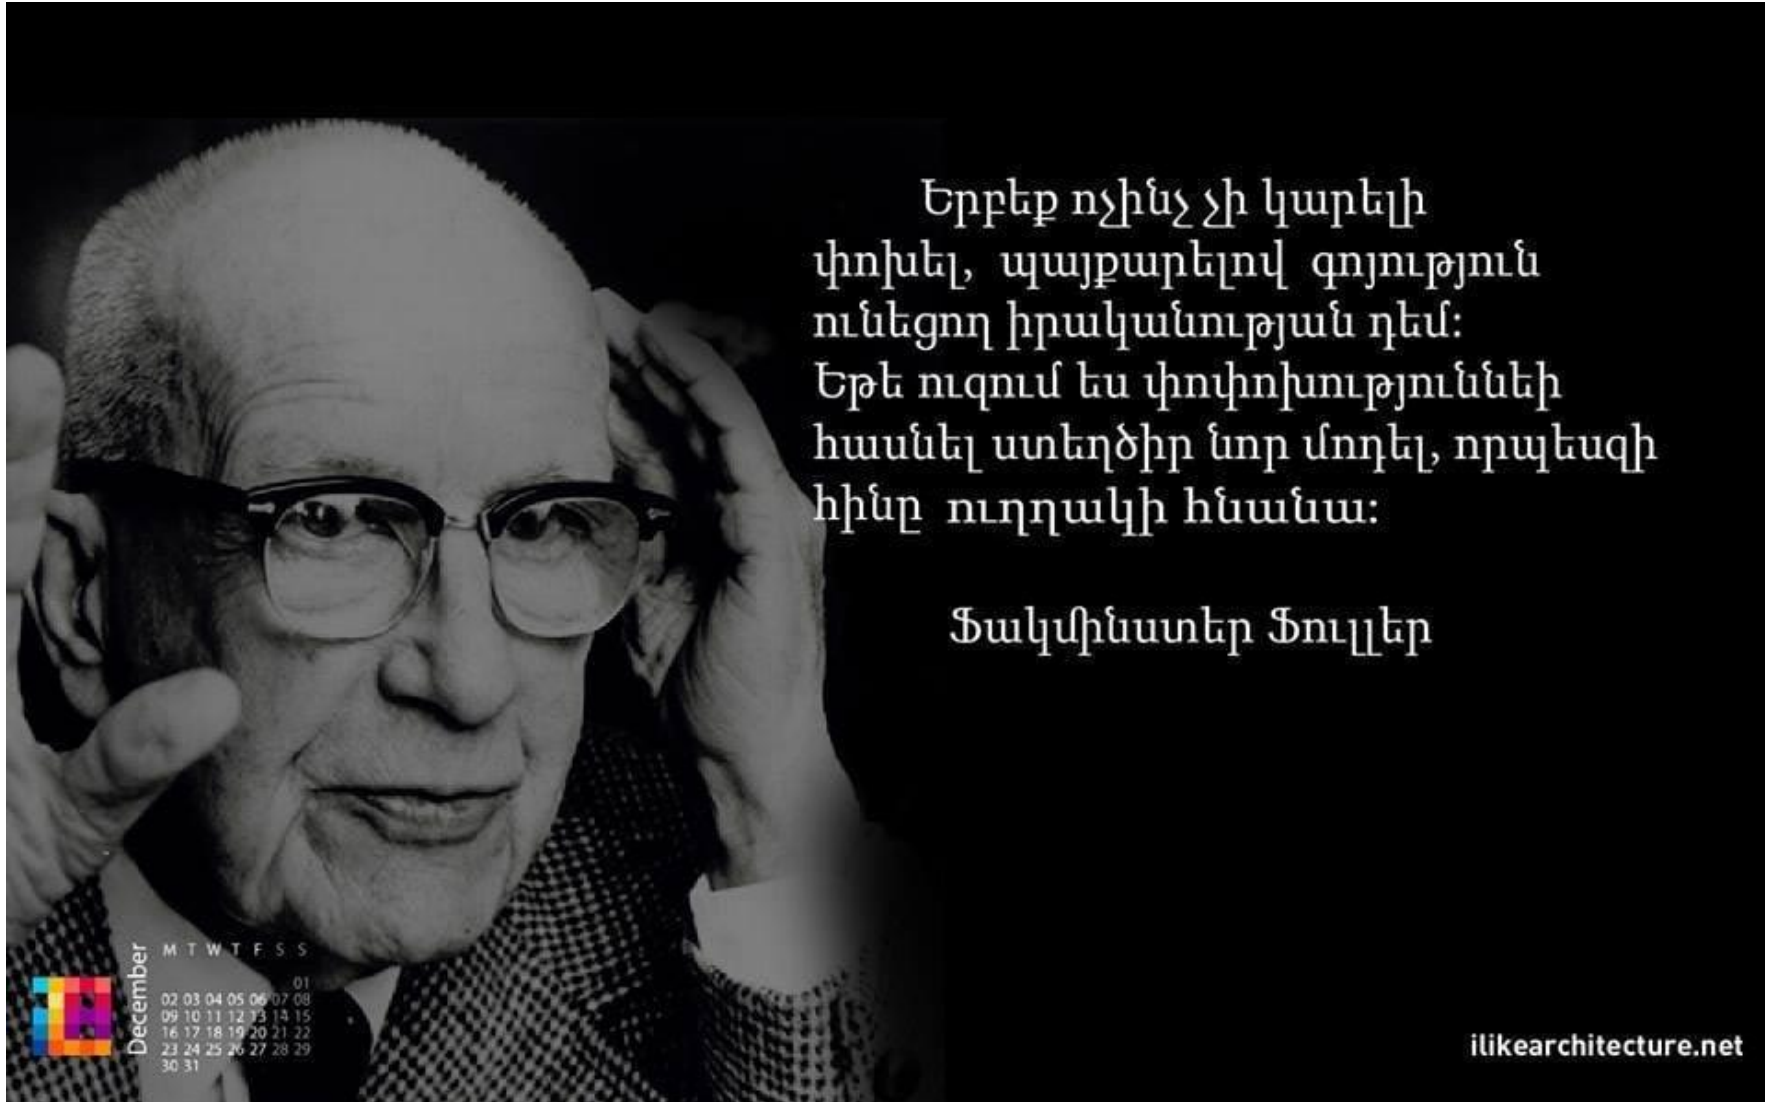 Երբեք ոչինչ չի կարելի
փոխել, պայքարելով գոյություն
ունեցող իրականության դեմ:
Եթե ուզում ես փոփոխություննեի
հասնել ստեղծիր նոր մոդել, որպեսզի
հինը ուղղակի հնանա:
Ֆակմինստեր Ֆուլլեր
December
M T W T F S S
01
02 03 04 05 06 07 08
09 10 11 12 13 14 15
16 17 18 19 20 21 22
23 24 25 26 27 28 29
30 31
ilikearchitecture.net